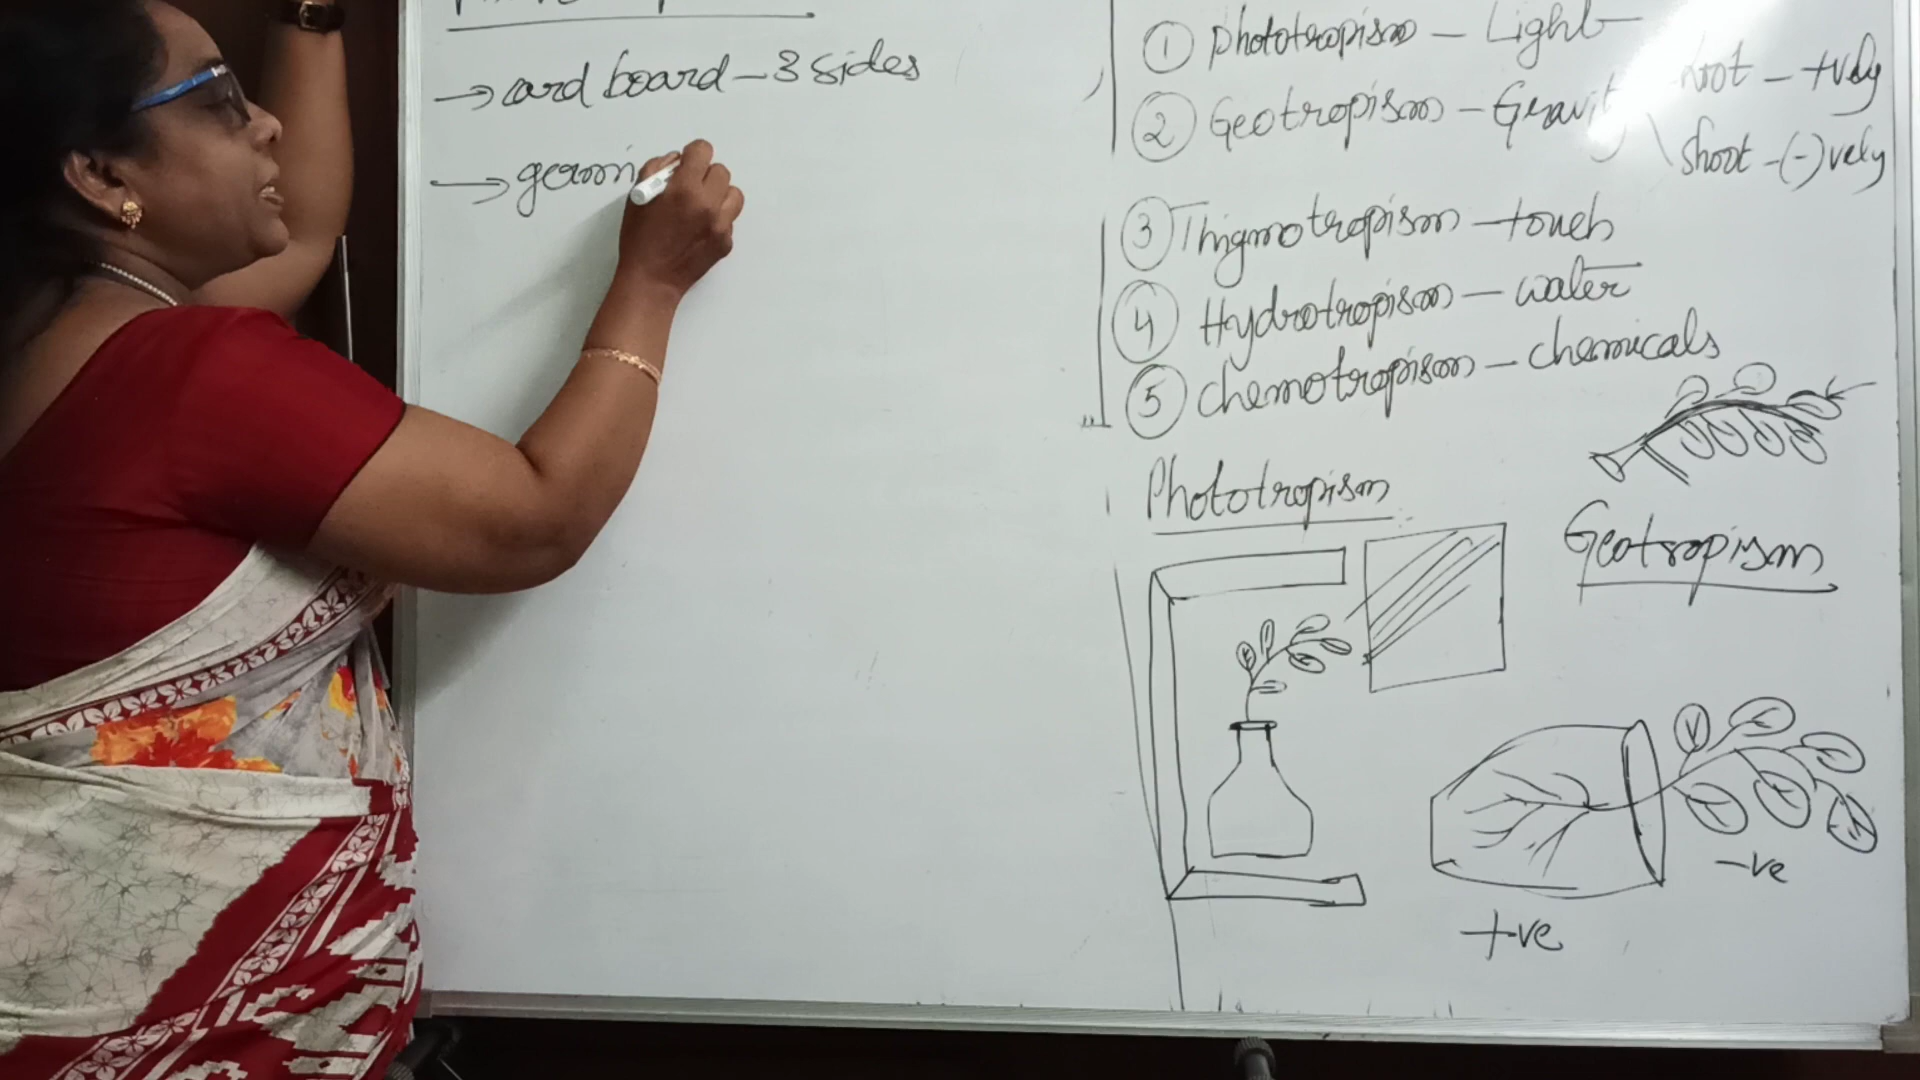 → card board - 3 sides
→ germi
① Phototropism - Light
② Geotropism - Gravity
root - +vely
shoot - (-)vely
③ Thigmotropism - touch
④ Hydrotropism - water
⑤ chemotropism - chemicals
Phototropism
Geotropism
-ve
+ve